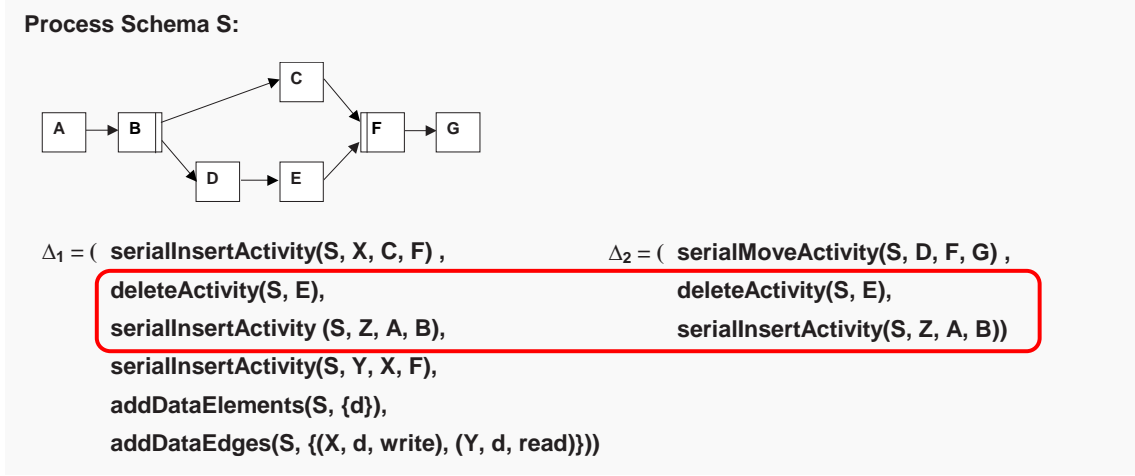 Process Schema S:
C
A B F G
D E
Δ1 = ( serialInsertActivity(S, X, C, F) , Δ2 = ( serialMoveActivity(S, D, F, G) ,
deleteActivity(S, E), deleteActivity(S, E),
serialInsertActivity (S, Z, A, B), serialInsertActivity(S, Z, A, B))
serialInsertActivity(S, Y, X, F),
addDataElements(S, {d}),
addDataEdges(S, {(X, d, write), (Y, d, read)}))